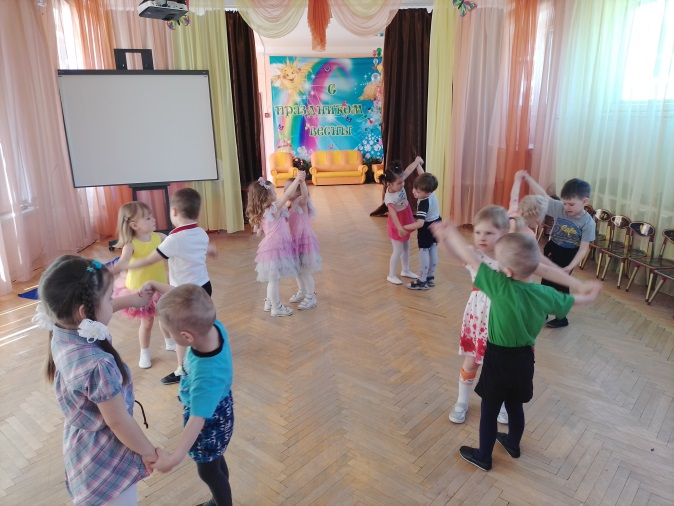 С
праздником
весны